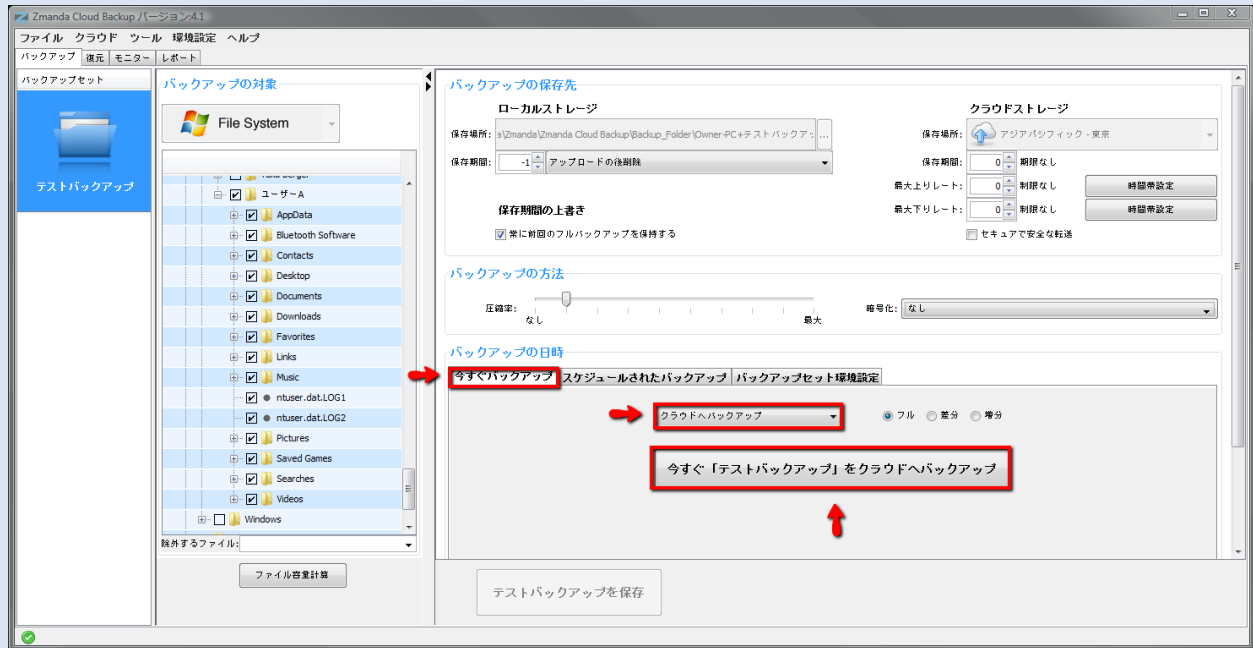 Zmanda Cloud Backup バージョン:4.1
ファイル クラウド ツール 環境設定 ヘルプ
バックアップ 復元 モニター レポート
バックアップセット
テストバックアップ
バックアップの対象
File System
ユーザーA
AppData
Bluetooth Software
Contacts
Desktop
Documents
Downloads
Favorites
Links
Music
ntuser.dat.LOG1
ntuser.dat.LOG2
Pictures
Saved Games
Searches
Videos
Windows
除外するファイル:
ファイル容量計算
バックアップの保存先
ローカルストレージ
保存場所: a\Zmanda\Zmanda Cloud Backup\Backup_Folder\Owner-PC+テストバックアッ ...
保存期間: -1 アップロードの後削除
保存期間の上書き
常に前回のフルバックアップを保持する
クラウドストレージ
保存場所: アジアパシフィック - 東京
保存期間: 0 期限なし
最大上りレート: 0 制限なし 時間帯設定
最大下りレート: 0 制限なし 時間帯設定
セキュアで安全な転送
バックアップの方法
圧縮率: なし 最大
暗号化: なし
バックアップの日時
今すぐバックアップ スケジュールされたバックアップ バックアップセット環境設定
クラウドへバックアップ フル 差分 増分
今すぐ「テストバックアップ」をクラウドへバックアップ
テストバックアップを保存